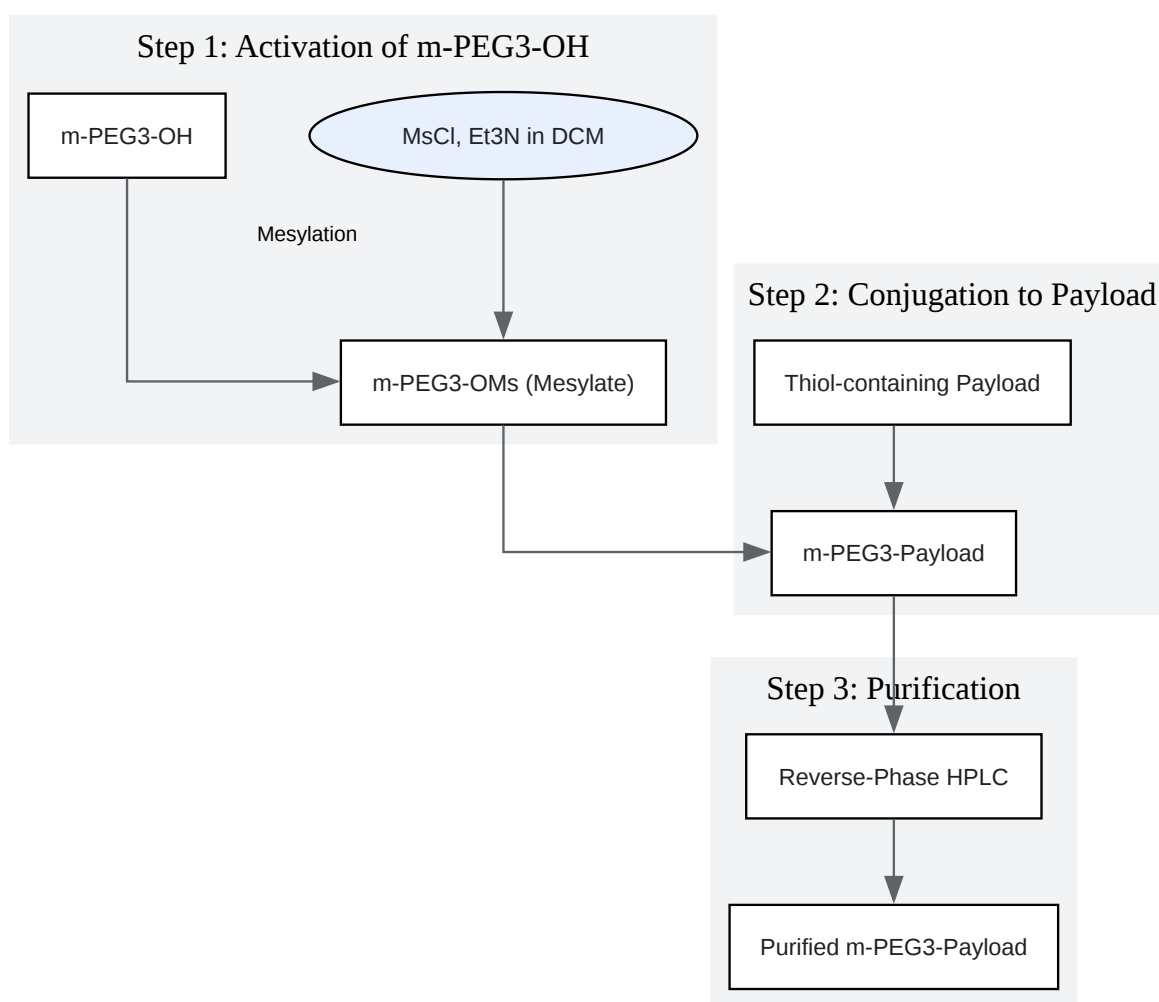 Step 1: Activation of m-PEG3-OH
m-PEG3-OH
MsCl, Et3N in DCM
Mesylation
m-PEG3-OMs (Mesylate)
Step 2: Conjugation to Payload
Thiol-containing Payload
m-PEG3-Payload
Step 3: Purification
Reverse-Phase HPLC
Purified m-PEG3-Payload